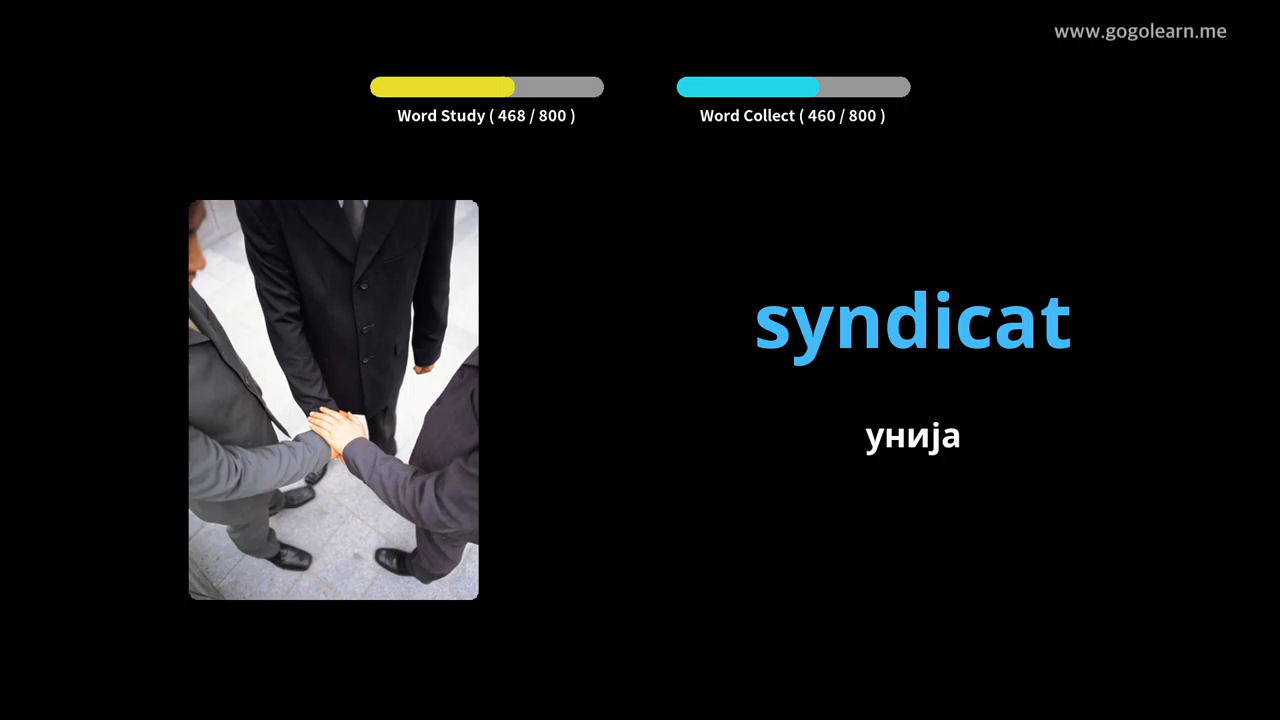 www.gogolearn.me
Word Study ( 468 / 800 )
Word Collect ( 460 / 800 )
syndicat
унија